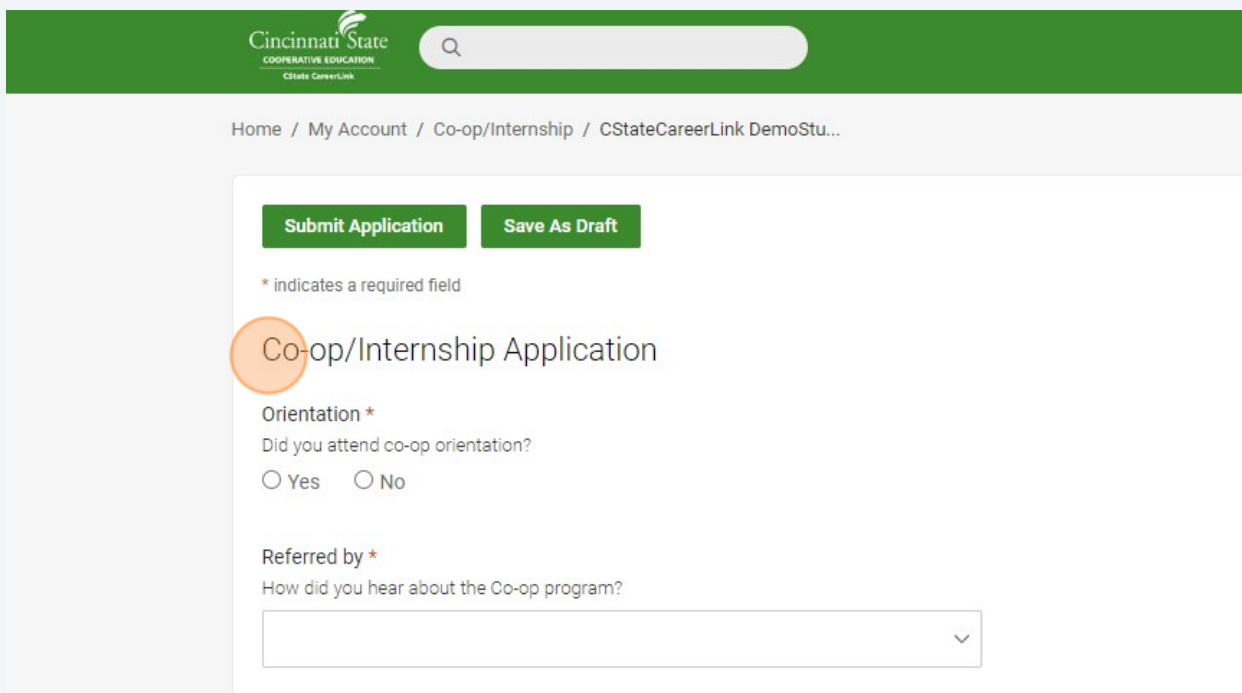 Cincinnati State
COOPERATIVE EDUCATION
CState CareerLink
Home / My Account / Co-op/Internship / CStateCareerLink DemoStu...
Submit Application Save As Draft
* indicates a required field
Co-op/Internship Application
Orientation *
Did you attend co-op orientation?
Yes No
Referred by *
How did you hear about the Co-op program?